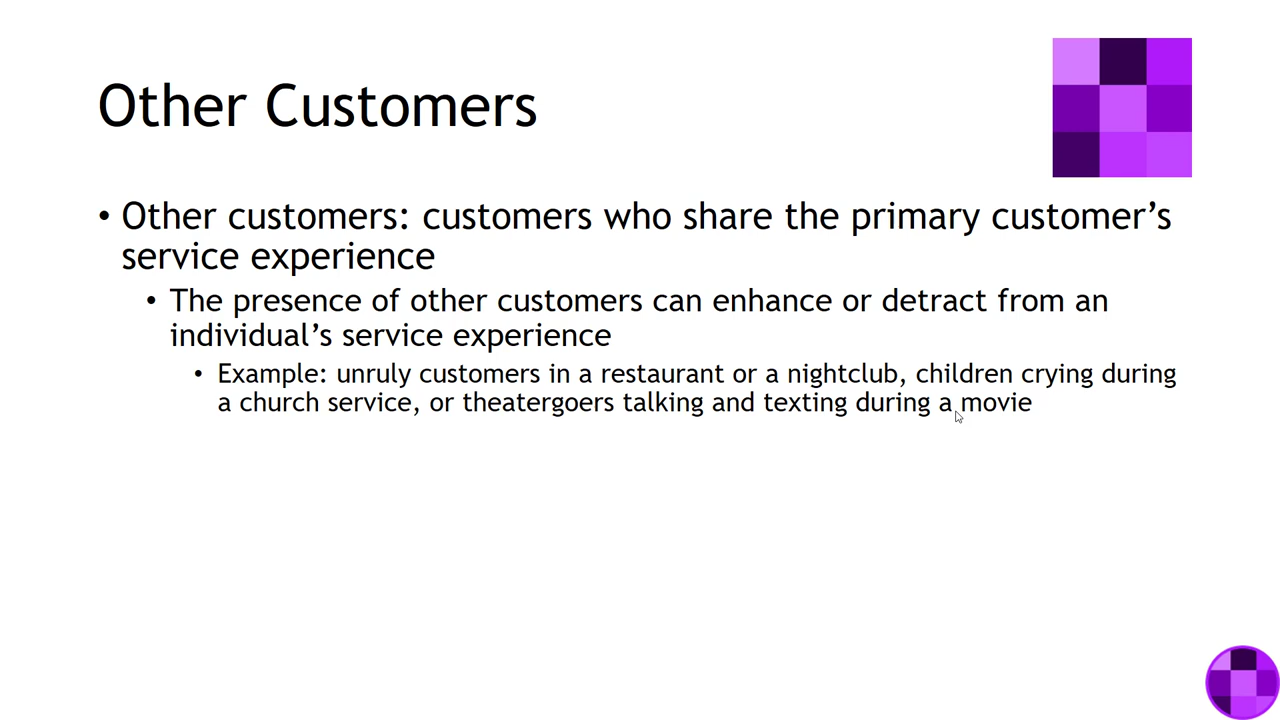 Other Customers
• Other customers: customers who share the primary customer’s
service experience
• The presence of other customers can enhance or detract from an
individual’s service experience
• Example: unruly customers in a restaurant or a nightclub, children crying during
a church service, or theatergoers talking and texting during a movie